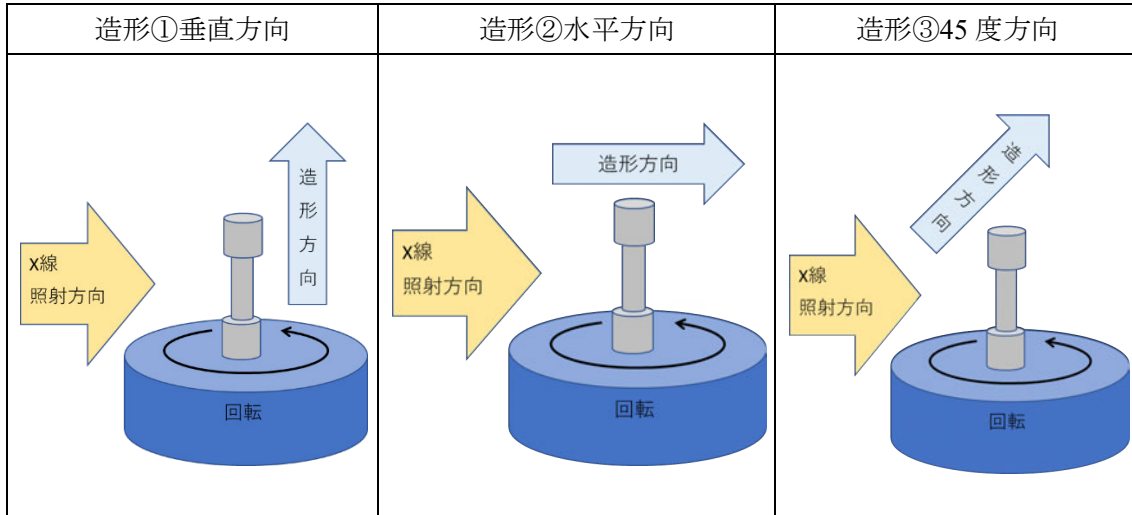 造形①垂直方向
造形②水平方向
造形③45 度方向
造形方向
X線
照射方向
回転
造形方向
X線
照射方向
回転
造形方向
X線
照射方向
回転